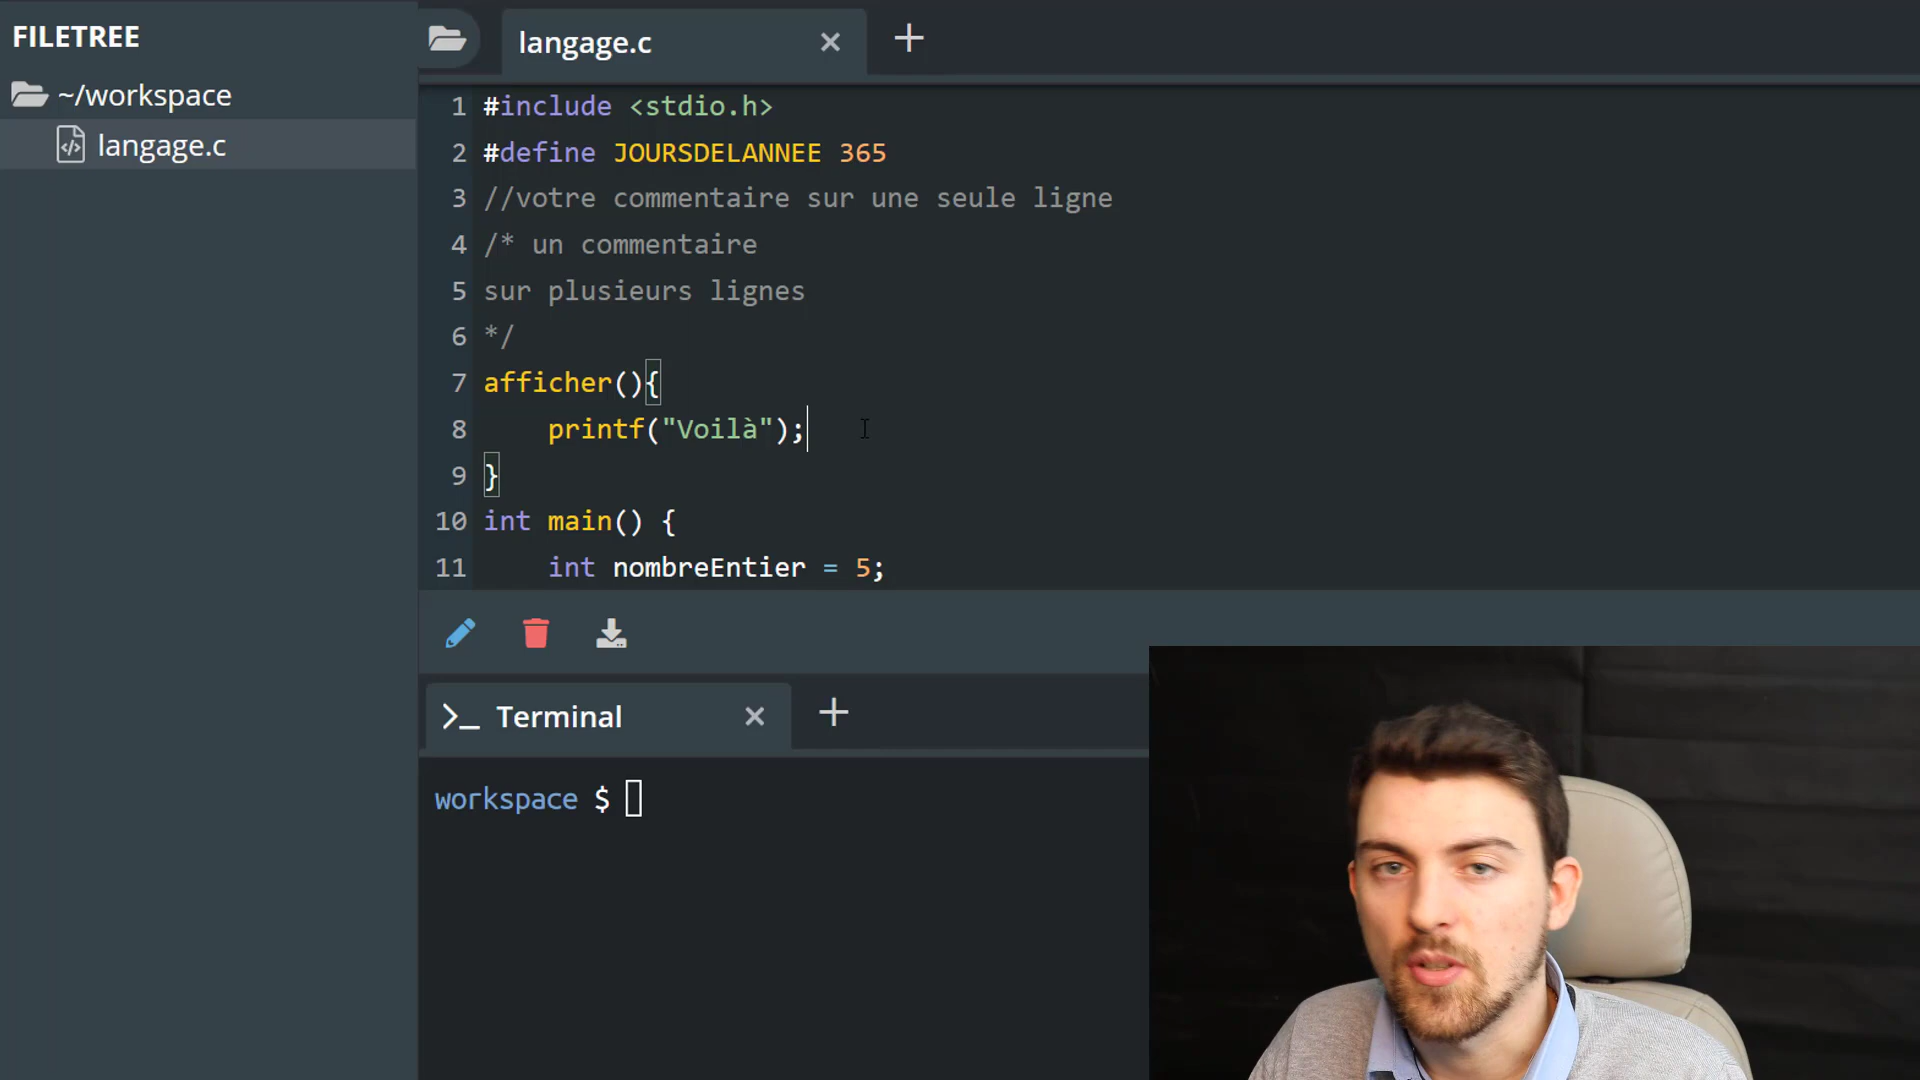 FILETREE
~/workspace
langage.c
langage.c
1 #include <stdio.h>
2 #define JOURSDELANNEE 365
3 //votre commentaire sur une seule ligne
4 /* un commentaire
5 sur plusieurs lignes
6 */
7 afficher(){
8     printf("Voilà");
9 }
10 int main() {
11     int nombreEntier = 5;
>_ Terminal
workspace $